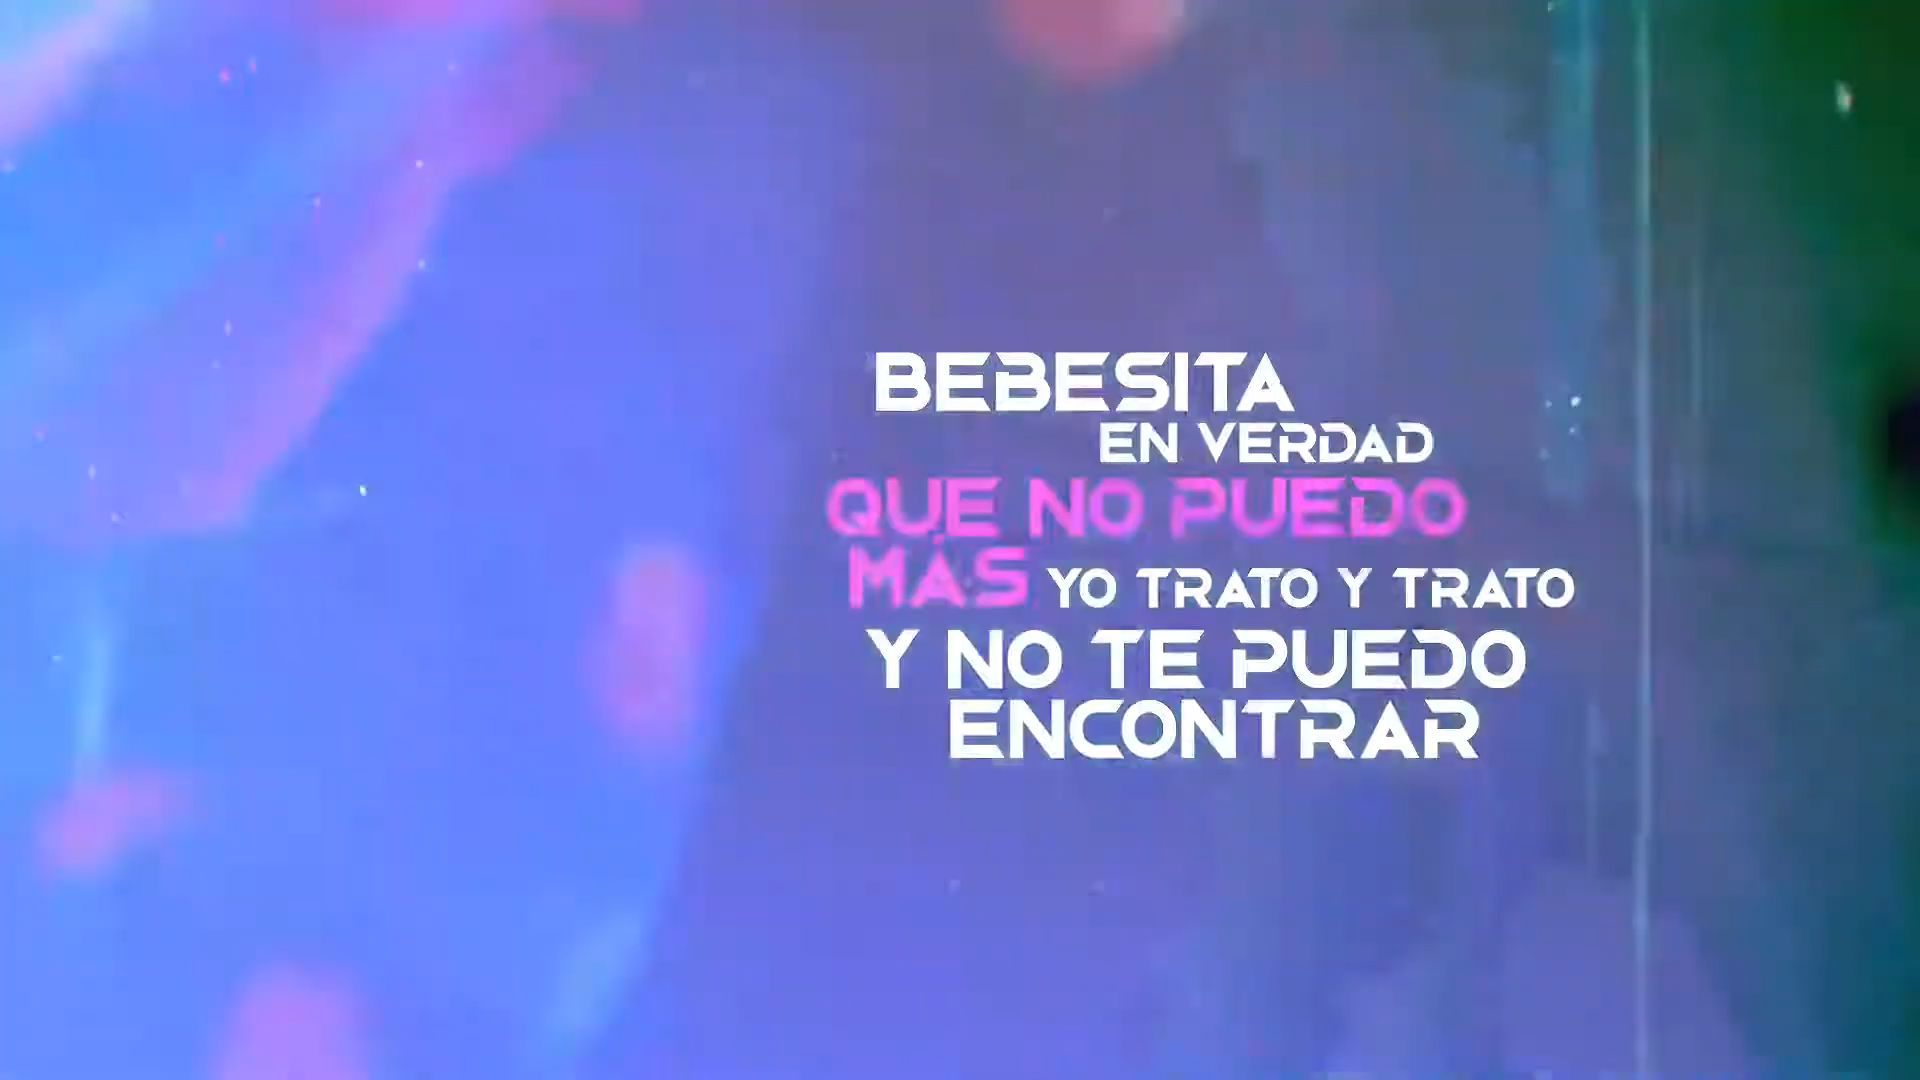 BEBESITA
EN VERDAD
QUE NO PUEDO
MÁS YO TRATO Y TRATO
Y NO TE PUEDO
ENCONTRAR